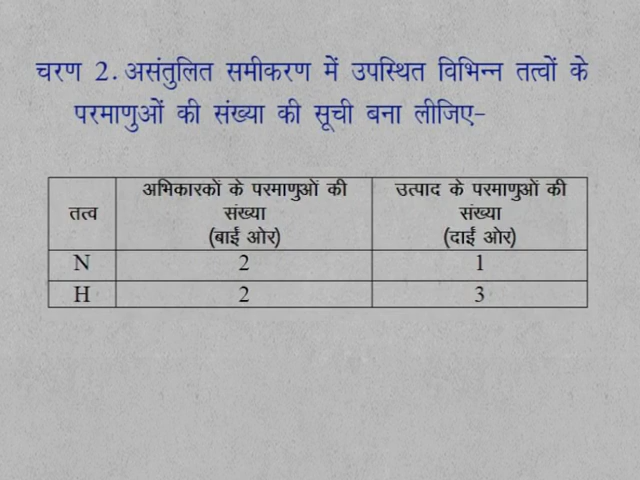 चरण 2. असंतुलित समीकरण में उपस्थित विभिन्न तत्वों के
परमाणुओं की संख्या की सूची बना लीजिए-
तत्व
अभिकारकों के परमाणुओं की
संख्या
(बाईं ओर)
उत्पाद के परमाणुओं की
संख्या
(दाईं ओर)
N 2 1
H 2 3